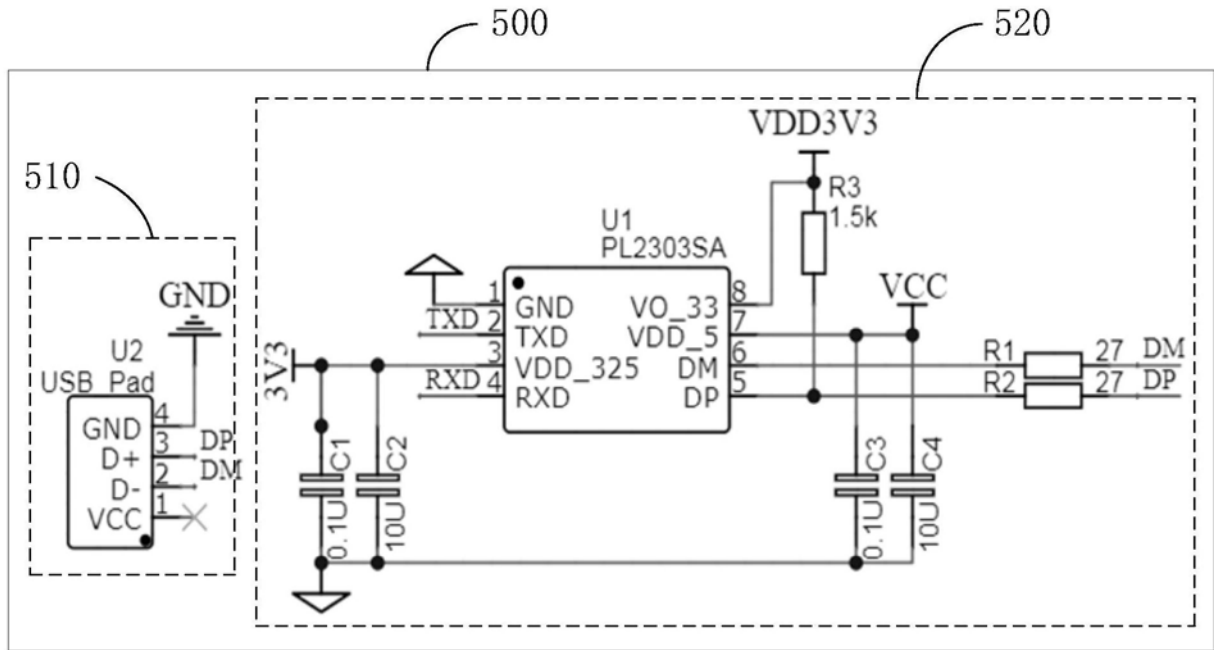 500
520
510
VDD3V3
R3
1.5k
U1
PL2303SA
GND
VCC
U2
USB_Pad
4 GND
3 D+ DP
2 D- DM
1 VCC
1 GND
TXD 2 TXD
3V3 3 VDD_325
RXD 4 RXD
VO_33 8
VDD_5 7
DM 6 R1 27 DM
DP 5 R2 27 DP
C1 0.1U
C2 10U
C3 0.1U
C4 10U